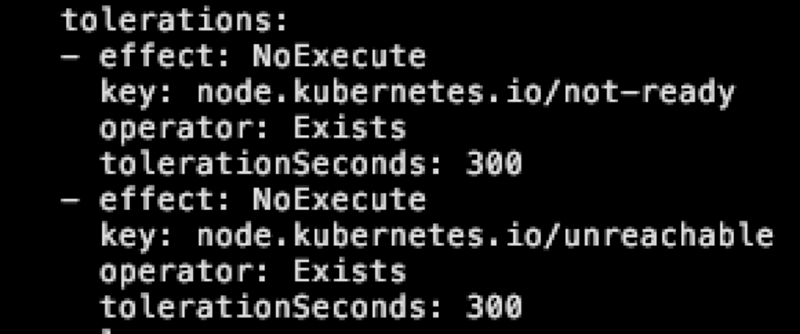 tolerations:
- effect: NoExecute
key: node.kubernetes.io/not-ready
operator: Exists
tolerationSeconds: 300
- effect: NoExecute
key: node.kubernetes.io/unreachable
operator: Exists
tolerationSeconds: 300